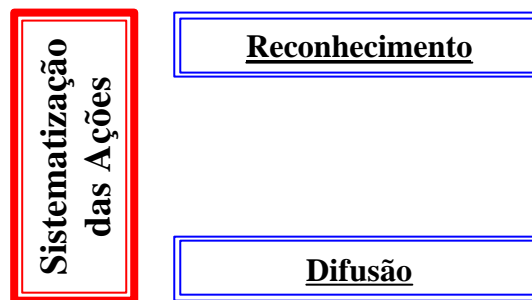 Sistematização
das Ações
Reconhecimento
Difusão